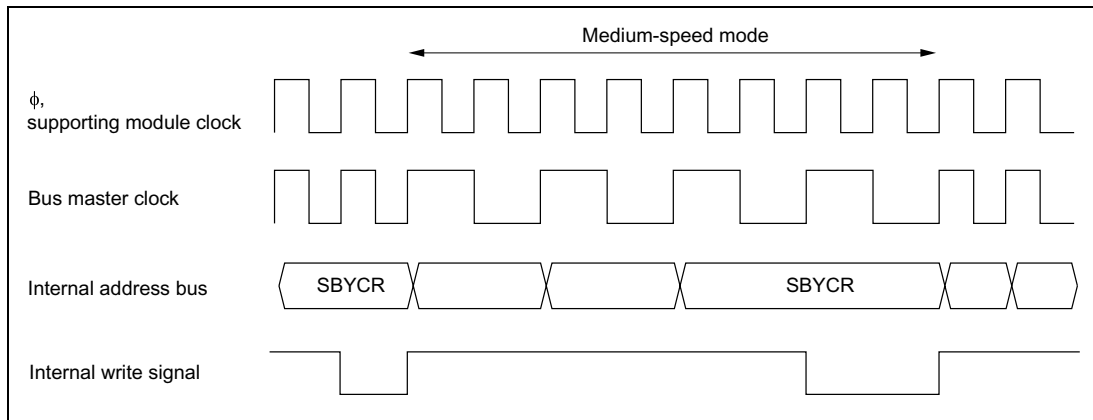 Medium-speed mode
ϕ,
supporting module clock
Bus master clock
Internal address bus
SBYCR
SBYCR
Internal write signal